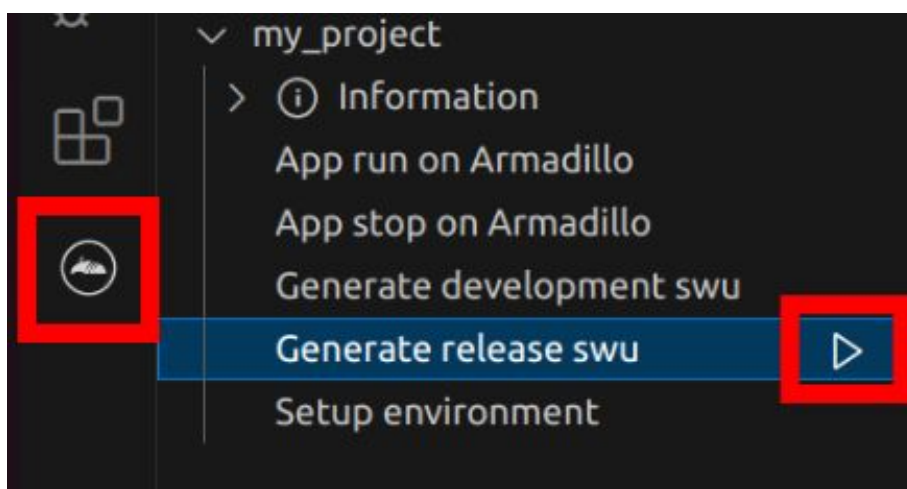 my_project
Information
App run on Armadillo
App stop on Armadillo
Generate development swu
Generate release swu
Setup environment